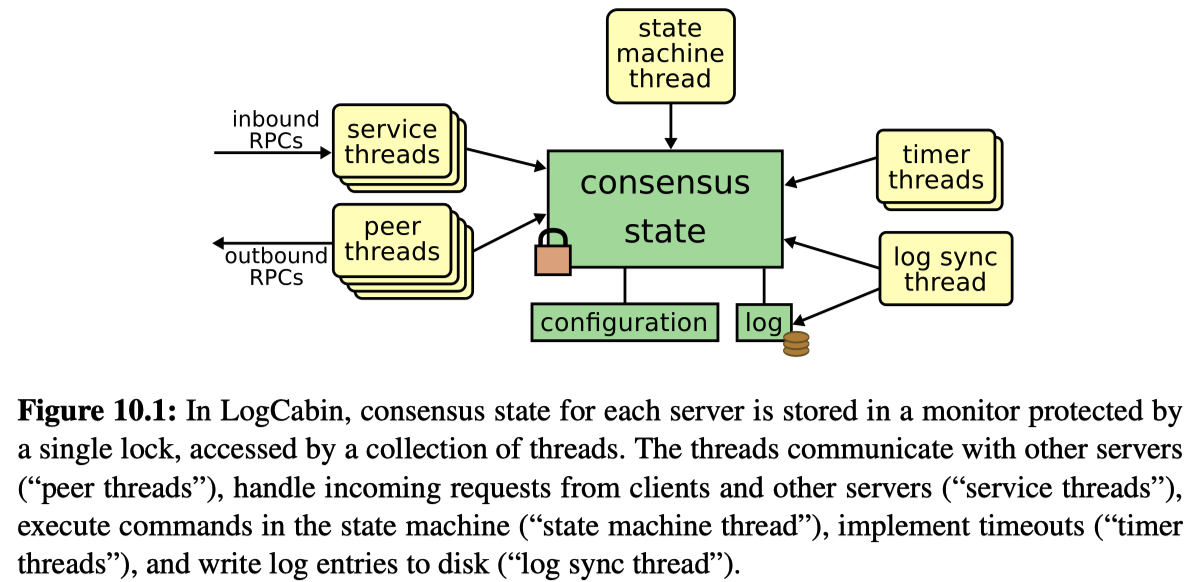 state
machine
thread
inbound
RPCs
service
threads
peer
threads
outbound
RPCs
consensus
state
timer
threads
log sync
thread
configuration
log
Figure 10.1: In LogCabin, consensus state for each server is stored in a monitor protected by
a single lock, accessed by a collection of threads. The threads communicate with other servers
(“peer threads”), handle incoming requests from clients and other servers (“service threads”),
execute commands in the state machine (“state machine thread”), implement timeouts (“timer
threads”), and write log entries to disk (“log sync thread”).